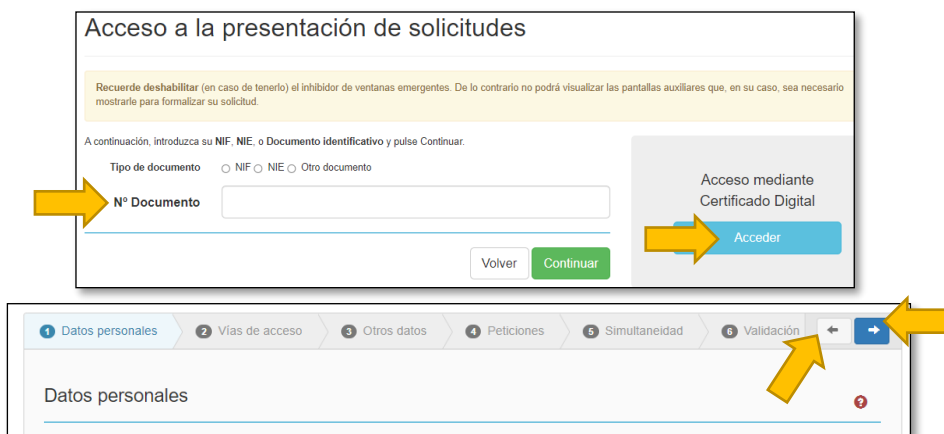 Acceso a la presentación de solicitudes
Recuerde deshabilitar (en caso de tenerlo) el inhibidor de ventanas emergentes. De lo contrario no podrá visualizar las pantallas auxiliares que, en su caso, sea necesario
mostrarle para formalizar su solicitud.
A continuación, introduzca su NIF, NIE, o Documento identificativo y pulse Continuar.
Tipo de documento NIF NIE Otro documento
Nº Documento
Volver Continuar
Acceso mediante
Certificado Digital
Acceder
1 Datos personales 2 Vías de acceso 3 Otros datos 4 Peticiones 5 Simultaneidad 6 Validación
Datos personales
?